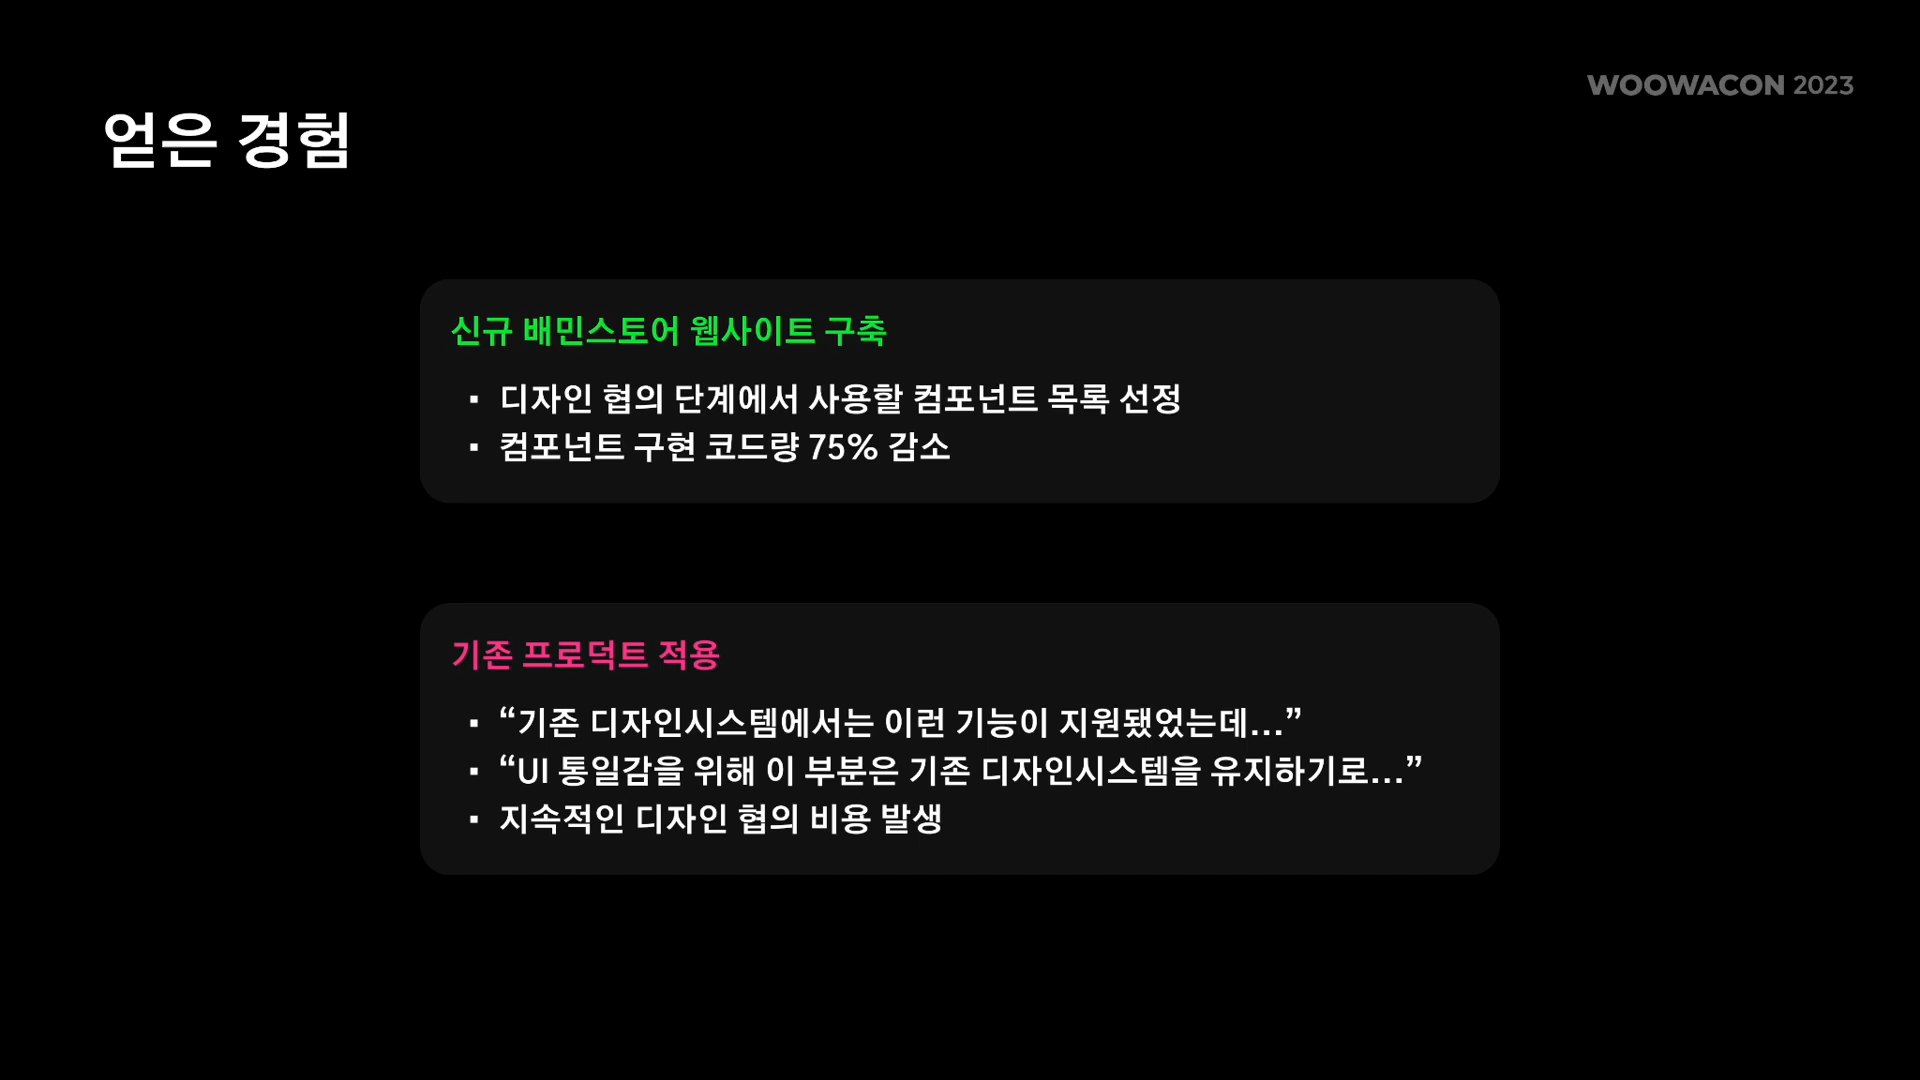 WOOWACON 2023
얻은 경험
신규 배민스토어 웹사이트 구축
▪ 디자인 협의 단계에서 사용할 컴포넌트 목록 선정
▪ 컴포넌트 구현 코드량 75% 감소
기존 프로덕트 적용
▪ “기존 디자인시스템에서는 이런 기능이 지원됐었는데...”
▪ “UI 통일감을 위해 이 부분은 기존 디자인시스템을 유지하기로...”
▪ 지속적인 디자인 협의 비용 발생